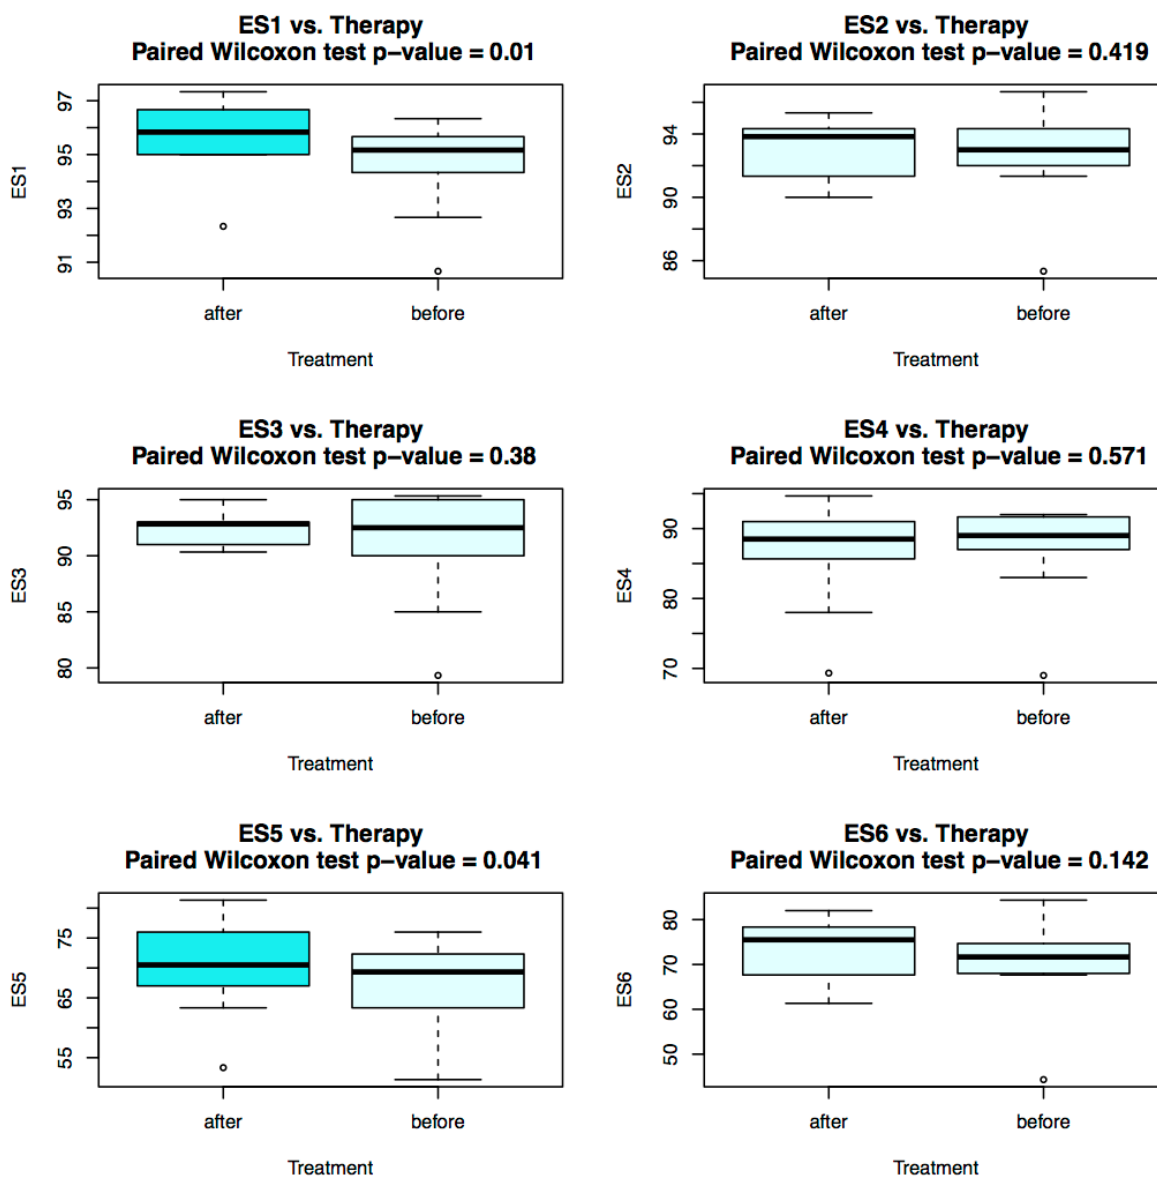 ES1 vs. Therapy
Paired Wilcoxon test p−value = 0.01
ES1
97
95
93
91
after
before
Treatment
ES2 vs. Therapy
Paired Wilcoxon test p−value = 0.419
ES2
94
90
86
after
before
Treatment
ES3 vs. Therapy
Paired Wilcoxon test p−value = 0.38
ES3
95
90
85
80
after
before
Treatment
ES4 vs. Therapy
Paired Wilcoxon test p−value = 0.571
ES4
90
80
70
after
before
Treatment
ES5 vs. Therapy
Paired Wilcoxon test p−value = 0.041
ES5
75
65
55
after
before
Treatment
ES6 vs. Therapy
Paired Wilcoxon test p−value = 0.142
ES6
80
70
60
50
after
before
Treatment